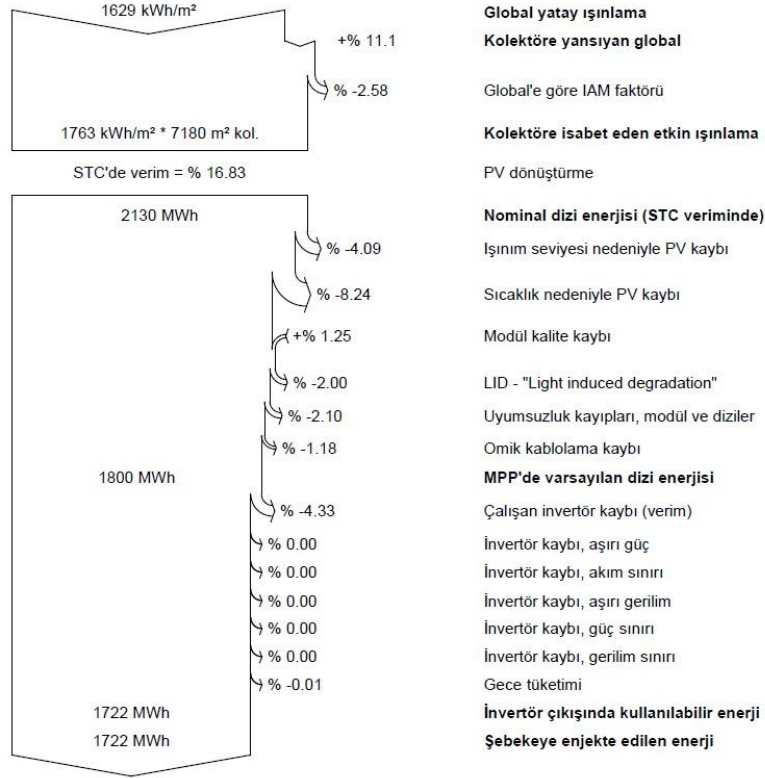 1629 kWh/m² Global yatay ışınlama
+% 11.1 Kolektöre yansıyan global
% -2.58 Global'e göre IAM faktörü
1763 kWh/m² * 7180 m² kol. Kolektöre isabet eden etkin ışınlama
STC'de verim = % 16.83 PV dönüştürme
2130 MWh Nominal dizi enerjisi (STC veriminde)
% -4.09 Işınım seviyesi nedeniyle PV kaybı
% -8.24 Sıcaklık nedeniyle PV kaybı
+% 1.25 Modül kalite kaybı
% -2.00 LID - "Light induced degradation"
% -2.10 Uyumsuzluk kayıpları, modül ve diziler
% -1.18 Omik kablolama kaybı
1800 MWh MPP'de varsayılan dizi enerjisi
% -4.33 Çalışan invertör kaybı (verim)
% 0.00 İnvertör kaybı, aşırı güç
% 0.00 İnvertör kaybı, akım sınırı
% 0.00 İnvertör kaybı, aşırı gerilim
% 0.00 İnvertör kaybı, güç sınırı
% 0.00 İnvertör kaybı, gerilim sınırı
% -0.01 Gece tüketimi
1722 MWh İnvertör çıkışında kullanılabilir enerji
1722 MWh Şebekeye enjekte edilen enerji